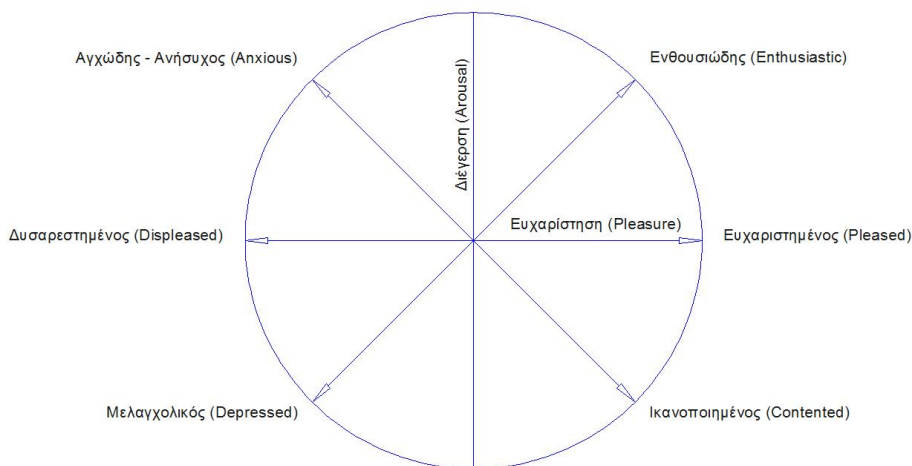 Αγχώδης - Ανήσυχος (Anxious)
Ενθουσιώδης (Enthusiastic)
Διέγερση (Arousal)
Ευχαρίστηση (Pleasure)
Δυσαρεστημένος (Displeased)
Ευχαριστημένος (Pleased)
Μελαγχολικός (Depressed)
Ικανοποιημένος (Contented)